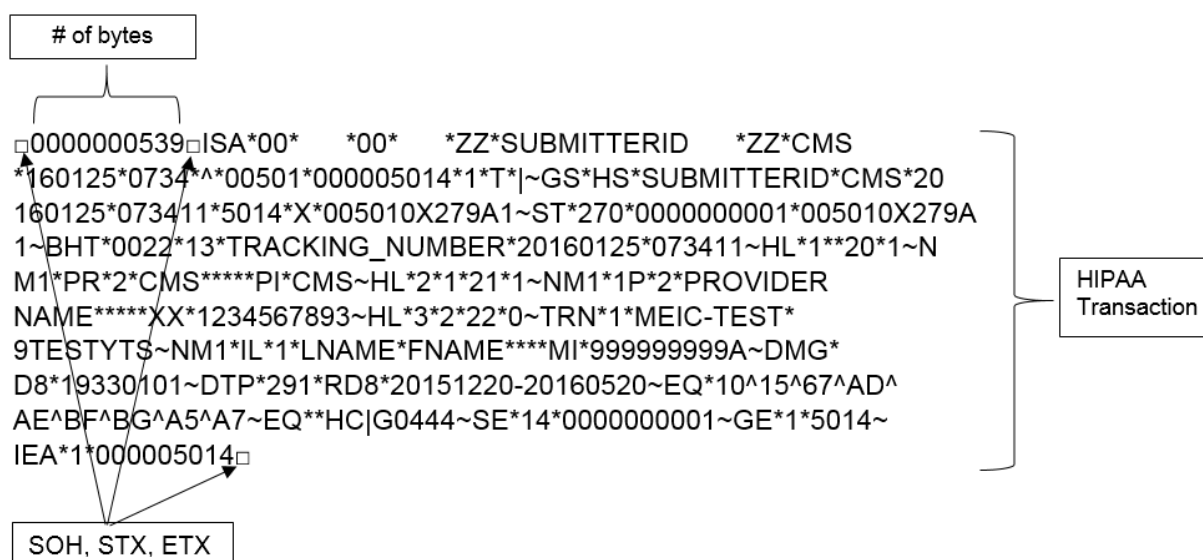 # of bytes
□0000000539□ISA*00* *00* *ZZ*SUBMITTERID *ZZ*CMS
*160125*0734*^*00501*000005014*1*T*|~GS*HS*SUBMITTERID*CMS*20
160125*073411*5014*X*005010X279A1~ST*270*0000000001*005010X279A
1~BHT*0022*13*TRACKING_NUMBER*20160125*073411~HL*1**20*1~N
M1*PR*2*CMS*****PI*CMS~HL*2*1*21*1~NM1*1P*2*PROVIDER
NAME*****XX*1234567893~HL*3*2*22*0~TRN*1*MEIC-TEST*
9TESTYTS~NM1*IL*1*LNAME*FNAME****MI*999999999A~DMG*
D8*19330101~DTP*291*RD8*20151220-20160520~EQ*10^15^67^AD^
AE^BF^BG^A5^A7~EQ**HC|G0444~SE*14*0000000001~GE*1*5014~
IEA*1*000005014□
HIPAA
Transaction
SOH, STX, ETX